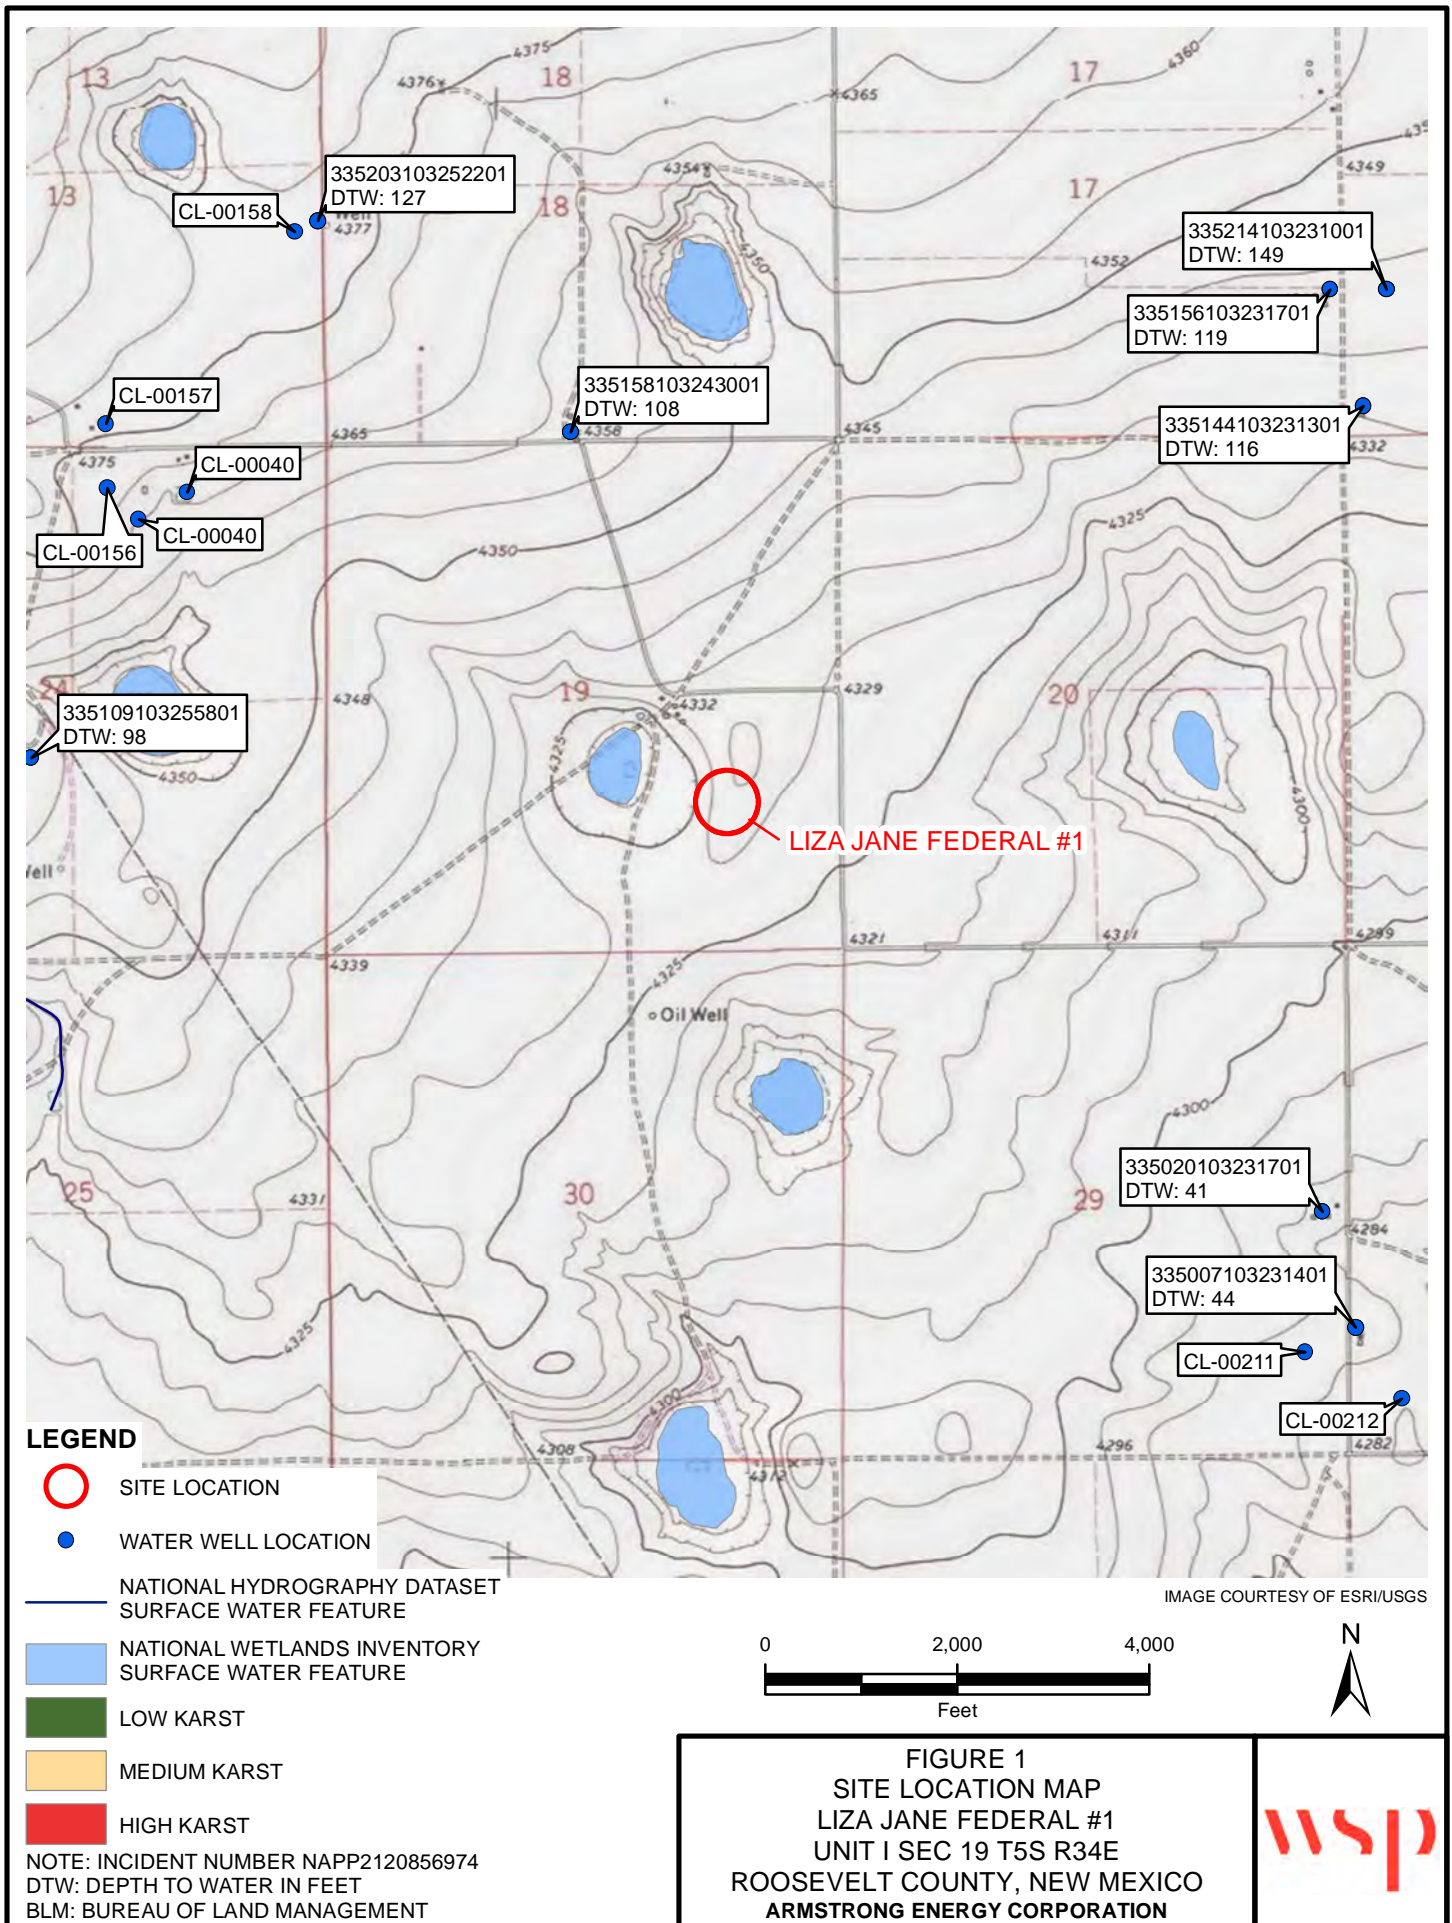 4375
4376
13
18
17
4360
4365
4354
4349
13
18
17
335203103252201
DTW: 127
CL-00158
Well
4377
4350
4352
335214103231001
DTW: 149
335156103231701
DTW: 119
335158103243001
DTW: 108
CL-00157
4365
4358
4345
335144103231301
DTW: 116
4332
4375
CL-00040
CL-00156
CL-00040
4350
4325
24
19
20
4348
4332
4329
335109103255801
DTW: 98
4350
4325
4300
LIZA JANE FEDERAL #1
4339
4321
4311
4299
4325
Oil Well
4300
25
4331
30
29
335020103231701
DTW: 41
4284
335007103231401
DTW: 44
4325
CL-00211
4300
CL-00212
4308
4312
4296
4282
LEGEND
SITE LOCATION
WATER WELL LOCATION
NATIONAL HYDROGRAPHY DATASET
SURFACE WATER FEATURE
NATIONAL WETLANDS INVENTORY
SURFACE WATER FEATURE
LOW KARST
MEDIUM KARST
HIGH KARST
NOTE: INCIDENT NUMBER NAPP2120856974
DTW: DEPTH TO WATER IN FEET
BLM: BUREAU OF LAND MANAGEMENT
IMAGE COURTESY OF ESRI/USGS
0 2,000 4,000
Feet
N
FIGURE 1
SITE LOCATION MAP
LIZA JANE FEDERAL #1
UNIT I SEC 19 T5S R34E
ROOSEVELT COUNTY, NEW MEXICO
ARMSTRONG ENERGY CORPORATION
wsp